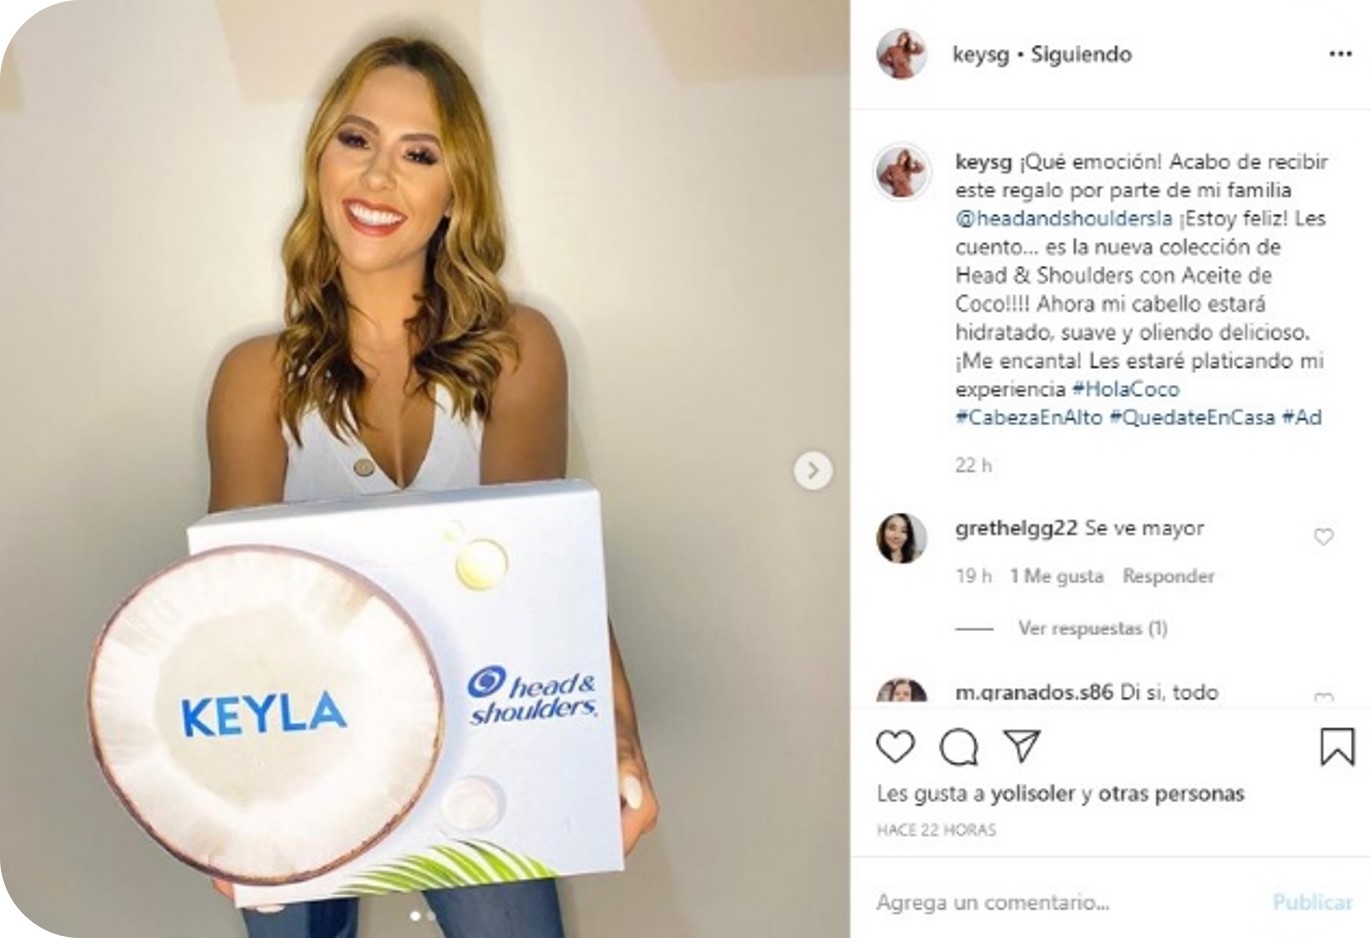 KEYLA
head&
shoulders.
keysg • Siguiendo
keysg ¡Qué emoción! Acabo de recibir
este regalo por parte de mi familia
@headandshouldersla ¡Estoy feliz! Les
cuento... es la nueva colección de
Head & Shoulders con Aceite de
Coco!!!! Ahora mi cabello estará
hidratado, suave y oliendo delicioso.
¡Me encanta! Les estaré platicando mi
experiencia #HolaCoco
#CabezaEnAlto #QuedateEnCasa #Ad
22 h
grethelgg22 Se ve mayor
19 h 1 Me gusta Responder
Ver respuestas (1)
m.granados.s86 Di si, todo
Les gusta a yolisoler y otras personas
HACE 22 HORAS
Agrega un comentario... Publicar